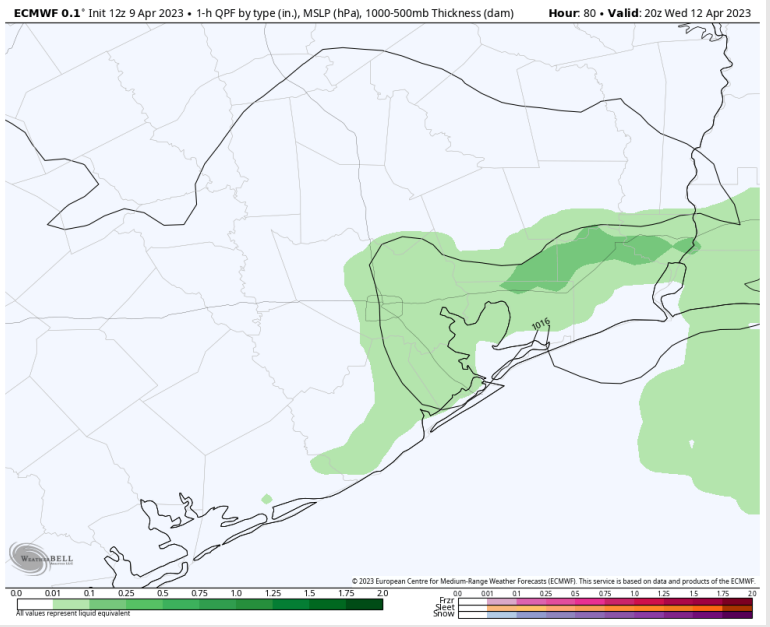 ECMWF 0.1° Init 12z 9 Apr 2023 • 1-h QPF by type (in.), MSLP (hPa), 1000-500mb Thickness (dam) Hour: 80 • Valid: 20z Wed 12 Apr 2023
1016
WEATHERBELL
© 2023 European Centre for Medium-Range Weather Forecasts (ECMWF). This service is based on data and products of the ECMWF.
0.0 0.01 0.1 0.25 0.5 0.75 1.0 1.25 1.5 1.75 2.0
0.0 0.01 0.1 0.25 0.5 0.75 1.0 1.25 1.5 1.75 2.0
Frzr
Sleet
Snow
All values represent liquid equivalent